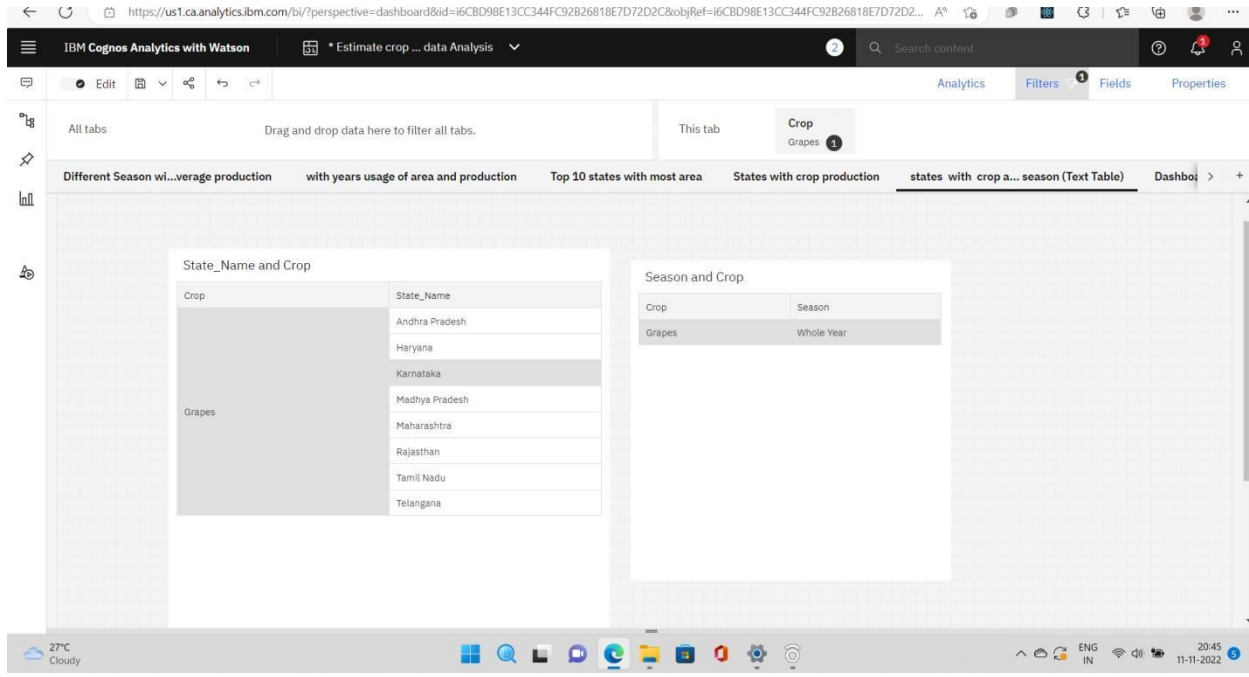 https://us1.ca.analytics.ibm.com/bi/?perspective=dashboard&id=i6CBD98E13CC344FC92B26818E7D72D2C&objRef=i6CBD98E13CC344FC92B26818E7D72D2...
IBM Cognos Analytics with Watson
* Estimate crop ... data Analysis
2
Search content
1
Edit
Analytics
Filters 1
Fields
Properties
All tabs
Drag and drop data here to filter all tabs.
This tab
Crop
Grapes 1
Different Season wi...verage production
with years usage of area and production
Top 10 states with most area
States with crop production
states with crop a... season (Text Table)
Dashboa
State_Name and Crop
Crop State_Name
Grapes
Andhra Pradesh
Haryana
Karnataka
Madhya Pradesh
Maharashtra
Rajasthan
Tamil Nadu
Telangana
Season and Crop
Crop Season
Grapes Whole Year
27°C
Cloudy
ENG
IN
20:45
11-11-2022
5